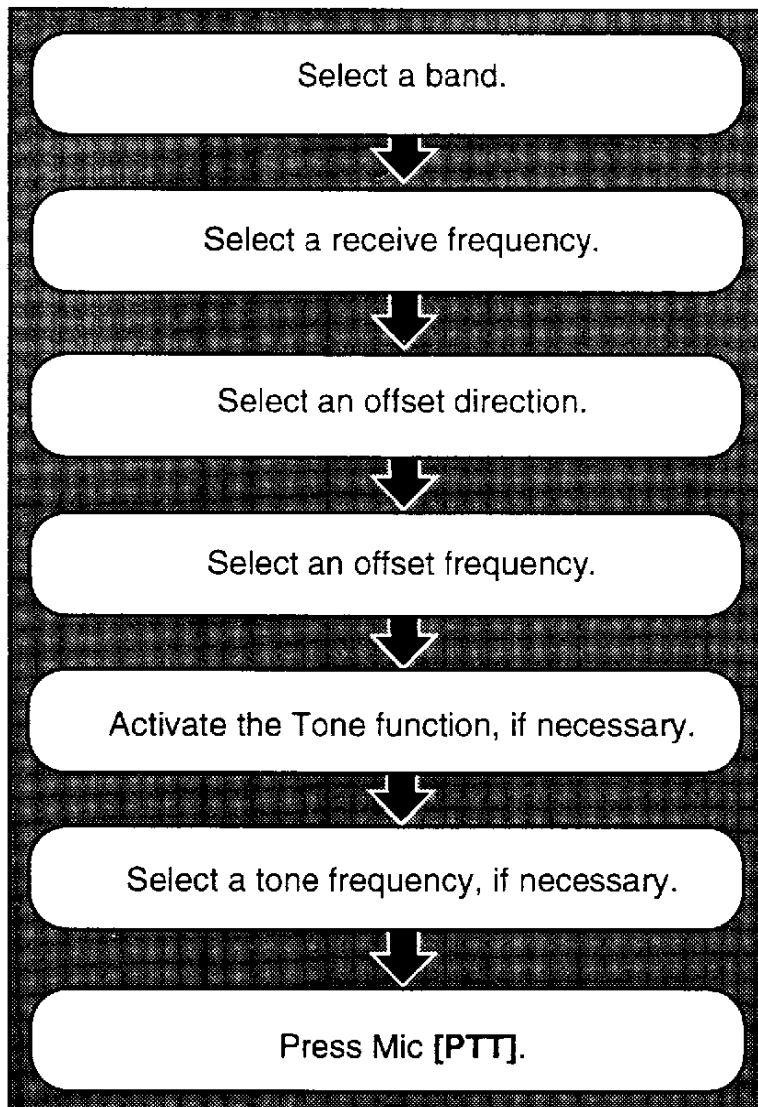 Select a band.
Select a receive frequency.
Select an offset direction.
Select an offset frequency.
Activate the Tone function, if necessary.
Select a tone frequency, if necessary.
Press Mic [PTT].